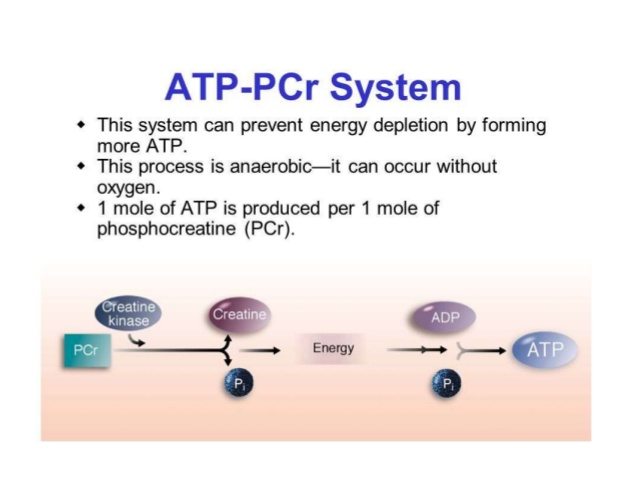 ATP-PCr System
◆ This system can prevent energy depletion by forming
more ATP.
◆ This process is anaerobic—it can occur without
oxygen.
◆ 1 mole of ATP is produced per 1 mole of
phosphocreatine (PCr).
Creatine
kinase
Creatine
ADP
PCr
Energy
ATP
Pi
Pi